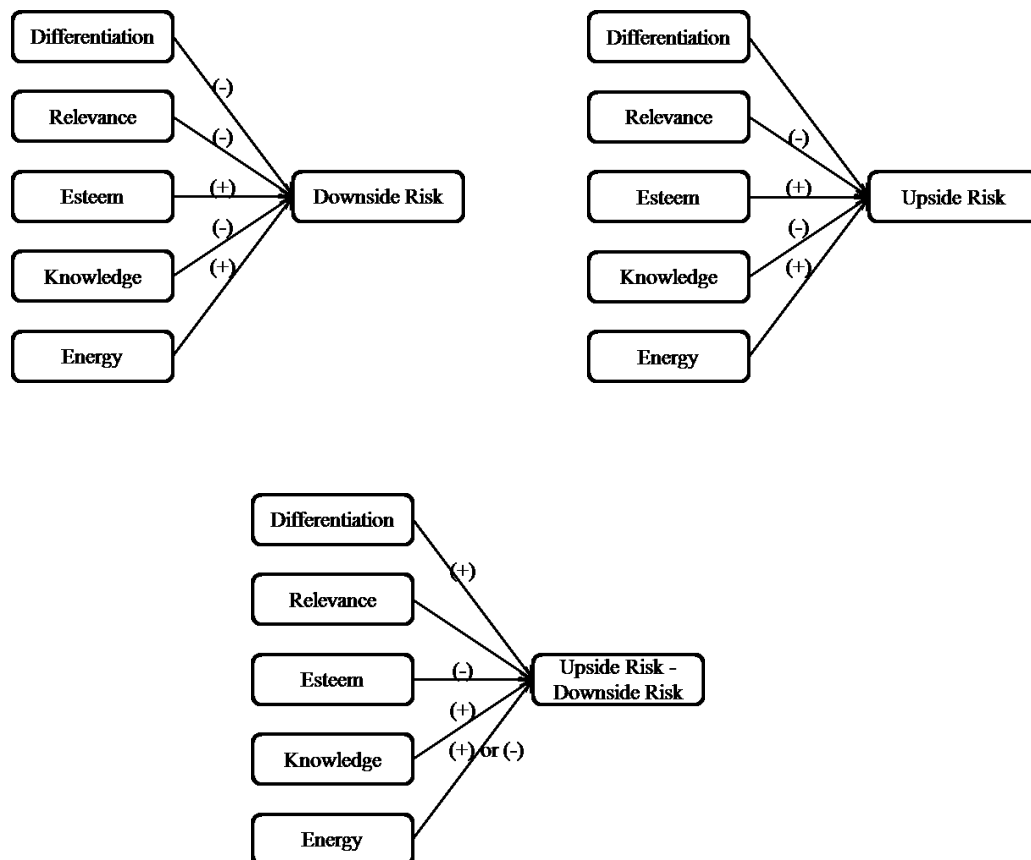 Differentiation
(-)
Relevance
(-)
Esteem
(+)
Downside Risk
(-)
Knowledge
(+)
Energy
Differentiation
Relevance
(-)
Esteem
(+)
Upside Risk
(-)
Knowledge
(+)
Energy
Differentiation
(+)
Relevance
Esteem
(-)
Upside Risk -
Downside Risk
(+)
Knowledge
(+) or (-)
Energy